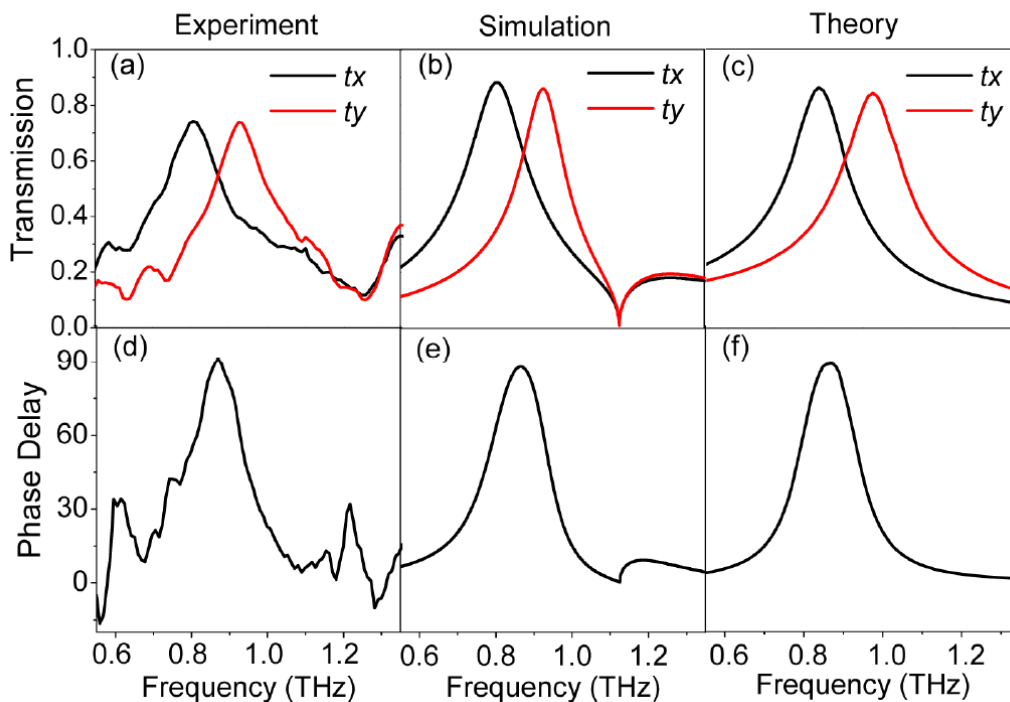 Experiment Simulation Theory
Transmission
1.0
0.8
0.6
0.4
0.2
0.0
(a) tx
ty
(b) tx
ty
(c) tx
ty
Phase Delay
90
60
30
0
(d) (e) (f)
0.6 0.8 1.0 1.2 0.6 0.8 1.0 1.2 0.6 0.8 1.0 1.2
Frequency (THz) Frequency (THz) Frequency (THz)